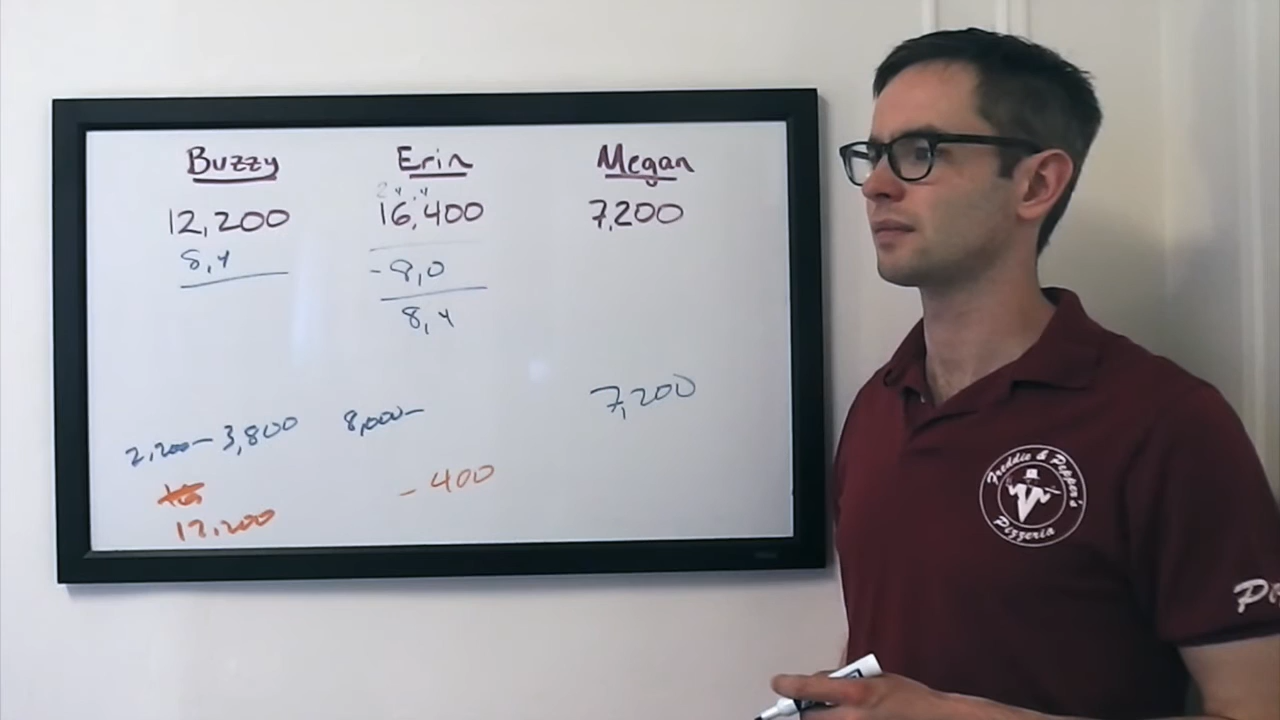 Buzzy Erin Megan
12,200 16,400 7,200
8,4 - 8,0
8,4
7,200
2,200- 3,800 8,000-
- 400
12,200
Freddie & Pepper's
Pizzeria